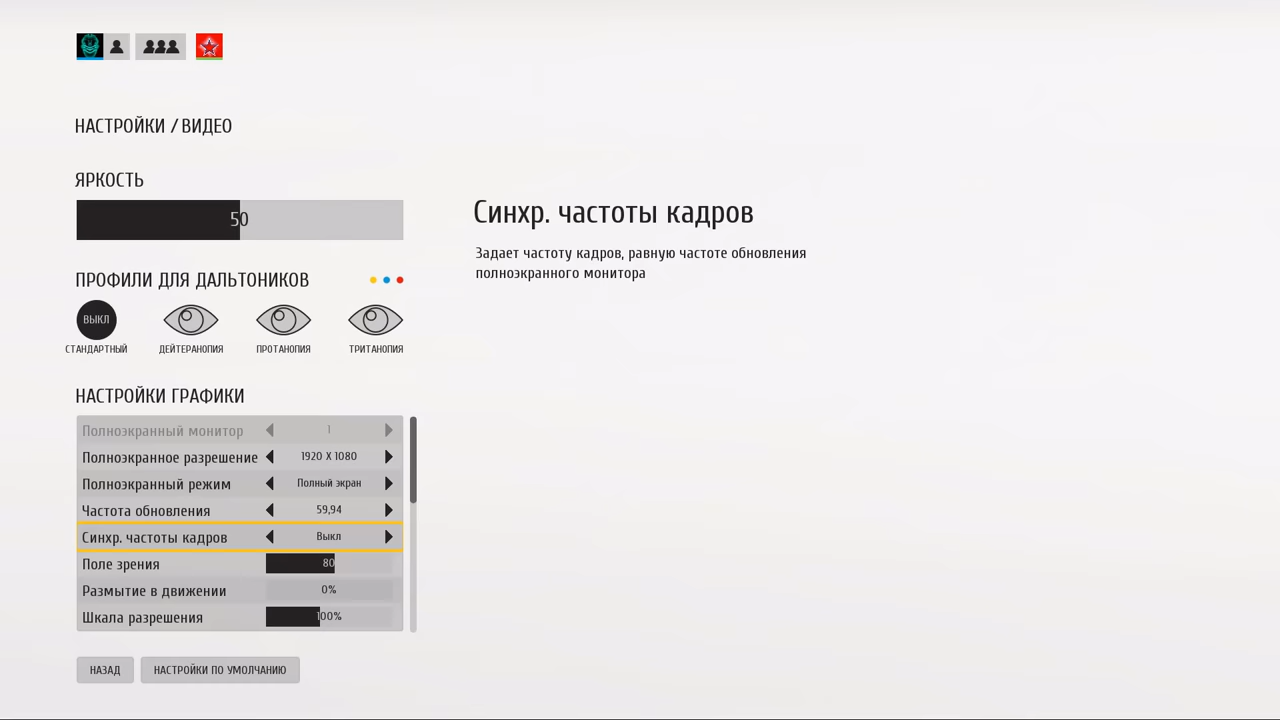 НАСТРОЙКИ / ВИДЕО
ЯРКОСТЬ
50
ПРОФИЛИ ДЛЯ ДАЛЬТОНИКОВ
ВЫКЛ
СТАНДАРТНЫЙ ДЕЙТЕРАНОПИЯ ПРОТАНОПИЯ ТРИТАНОПИЯ
НАСТРОЙКИ ГРАФИКИ
Полноэкранный монитор 1
Полноэкранное разрешение 1920 X 1080
Полноэкранный режим Полный экран
Частота обновления 59,94
Синхр. частоты кадров Выкл
Поле зрения 80
Размытие в движении 0%
Шкала разрешения 100%
НАЗАД НАСТРОЙКИ ПО УМОЛЧАНИЮ
Синхр. частоты кадров
Задает частоту кадров, равную частоте обновления
полноэкранного монитора